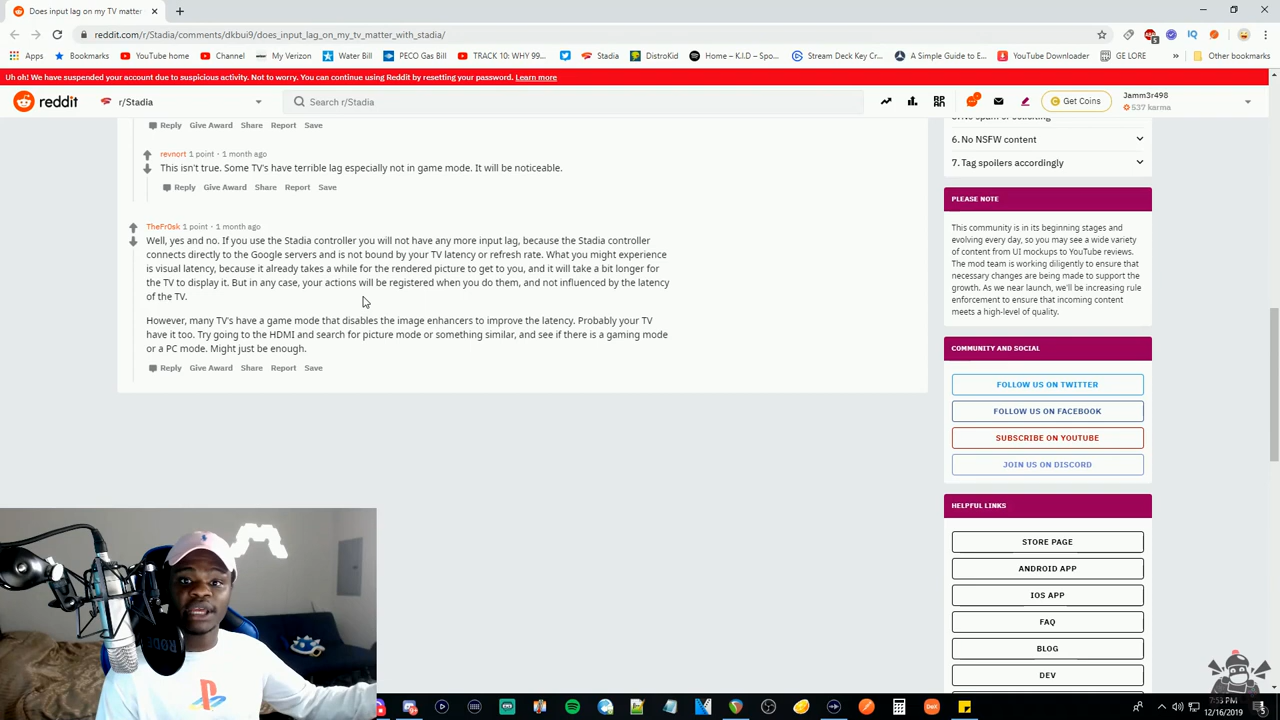 Does input lag on my TV matter
reddit.com/r/Stadia/comments/dkbui9/does_input_lag_on_my_tv_matter_with_stadia/
Apps
Bookmarks
YouTube home
Channel
My Verizon
Water Bill
PECO Gas Bill
TRACK 10: WHY 99...
Stadia
DistroKid
Home – K.I.D – Spo...
Stream Deck Key Cr...
A Simple Guide to E...
YouTube Downloader
GE LORE
»
Other bookmarks
Uh oh! We have suspended your account due to suspicious activity. Not to worry. You can continue using Reddit by resetting your password. Learn more
reddit
r/Stadia
Search r/Stadia
Get Coins
Jamm3r498
537 karma
Reply Give Award Share Report Save
revnort 1 point · 1 month ago
This isn't true. Some TV's have terrible lag especially not in game mode. It will be noticeable.
Reply Give Award Share Report Save
TheFr0sk 1 point · 1 month ago
Well, yes and no. If you use the Stadia controller you will not have any more input lag, because the Stadia controller
connects directly to the Google servers and is not bound by your TV latency or refresh rate. What you might experience
is visual latency, because it already takes a while for the rendered picture to get to you, and it will take a bit longer for
the TV to display it. But in any case, your actions will be registered when you do them, and not influenced by the latency
of the TV.
However, many TV's have a game mode that disables the image enhancers to improve the latency. Probably your TV
have it too. Try going to the HDMI and search for picture mode or something similar, and see if there is a gaming mode
or a PC mode. Might just be enough.
Reply Give Award Share Report Save
6. No NSFW content
7. Tag spoilers accordingly
PLEASE NOTE
This community is in its beginning stages and
evolving every day, so you may see a wide variety
of content from UI mockups to YouTube reviews.
The mod team is working diligently to ensure that
necessary changes are being made to support the
growth. As we near launch, we'll be increasing rule
enforcement to ensure that incoming content
meets a high-level of quality.
COMMUNITY AND SOCIAL
FOLLOW US ON TWITTER
FOLLOW US ON FACEBOOK
SUBSCRIBE ON YOUTUBE
JOIN US ON DISCORD
HELPFUL LINKS
STORE PAGE
ANDROID APP
IOS APP
FAQ
BLOG
DEV
7:53 PM
12/16/2019